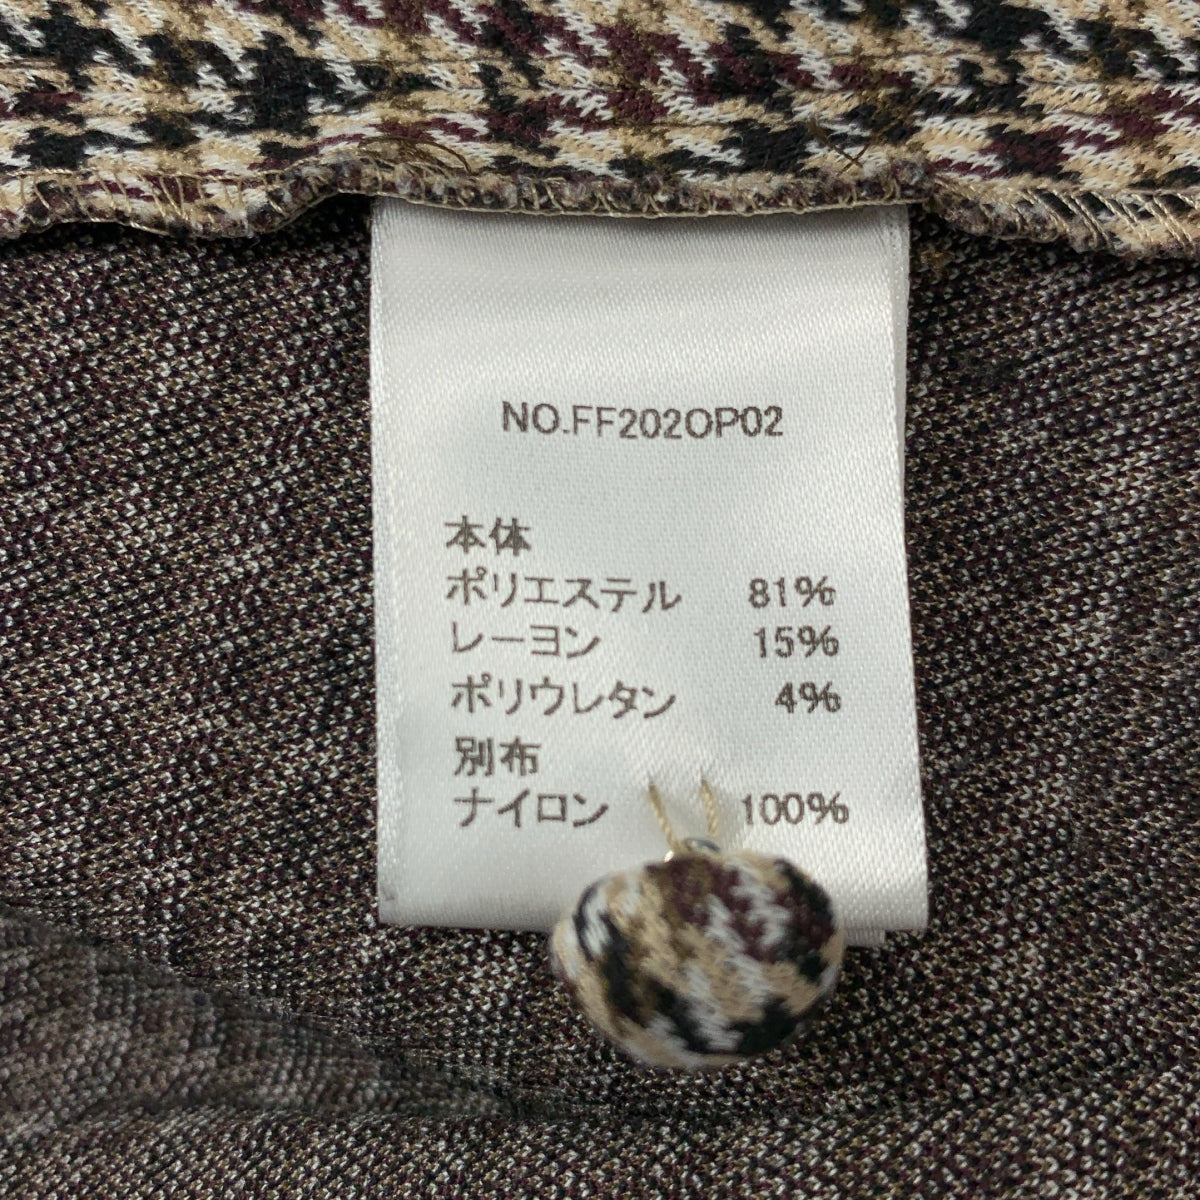 NO.FF202OP02
本体
ポリエステル 81%
レーヨン 15%
ポリウレタン 4%
別布
ナイロン 100%